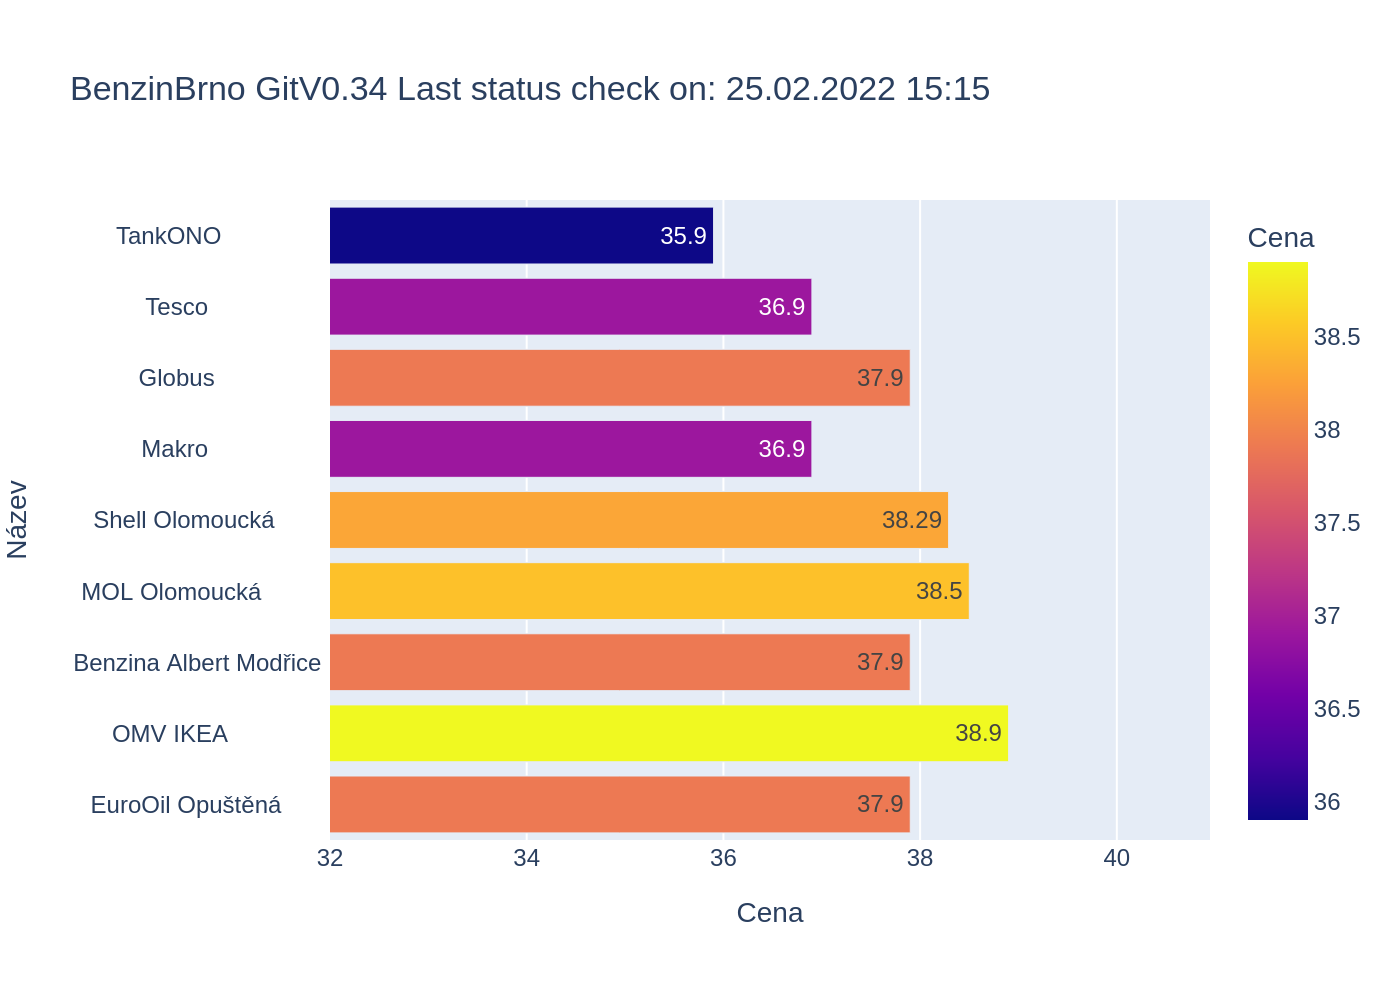 BenzinBrno GitV0.34 Last status check on: 25.02.2022 15:15
Název
TankONO
35.9
Tesco
36.9
Globus
37.9
Makro
36.9
Shell Olomoucká
38.29
MOL Olomoucká
38.5
Benzina Albert Modřice
37.9
OMV IKEA
38.9
EuroOil Opuštěná
37.9
32 34 36 38 40
Cena
Cena
38.5
38
37.5
37
36.5
36